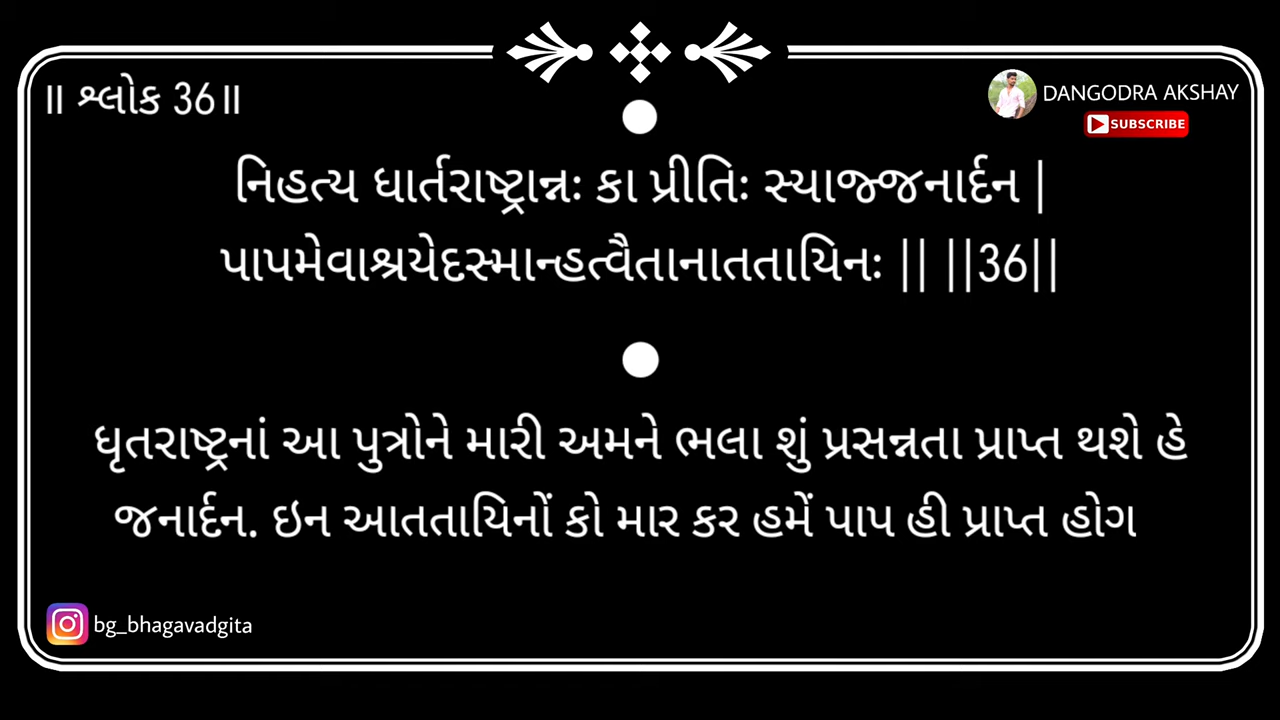 ॥ શ્લોક 36॥
DANGODRA AKSHAY
SUBSCRIBE
નિહત્ય ધાર્તરાષ્ટ્રાન્નઃ કા પ્રીતિઃ સ્યાજ્જનાર્દન |
પાપમેવાશ્રયેદસ્માન્હત્વૈતાનાતતાયિનઃ || ||36||
ધૃતરાષ્ટ્રનાં આ પુત્રોને મારી અમને ભલા શું પ્રસન્નતા પ્રાપ્ત થશે હે
જનાર્દન. ઇન આતતાયિનોં કો માર કર હમેં પાપ હી પ્રાપ્ત હોગ
bg_bhagavadgita